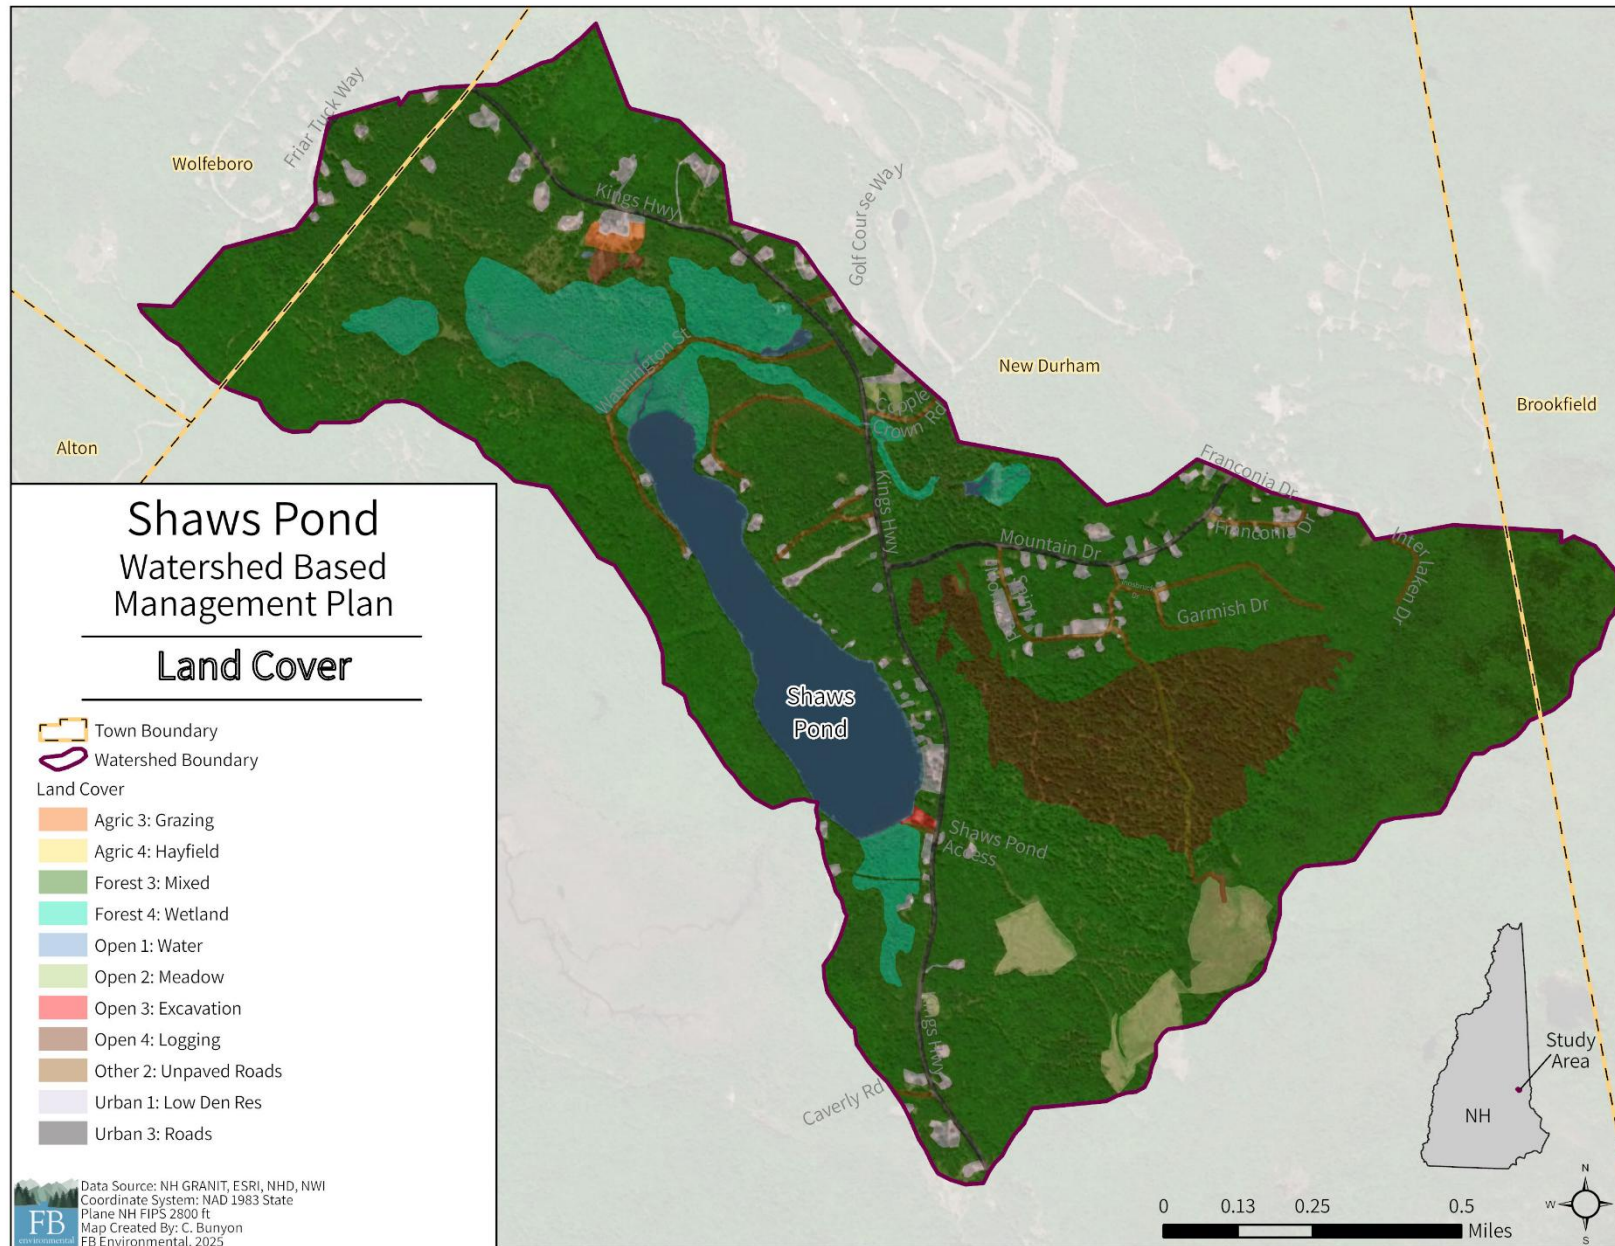 Shaws Pond
Watershed Based
Management Plan
Land Cover
Town Boundary
Watershed Boundary
Land Cover
Agric 3: Grazing
Agric 4: Hayfield
Forest 3: Mixed
Forest 4: Wetland
Open 1: Water
Open 2: Meadow
Open 3: Excavation
Open 4: Logging
Other 2: Unpaved Roads
Urban 1: Low Den Res
Urban 3: Roads
FB
environmental
Data Source: NH GRANIT, ESRI, NHD, NWI
Coordinate System: NAD 1983 State
Plane NH FIPS 2800 ft
Map Created By: C. Bunyon
FB Environmental, 2025
Wolfeboro
Friar Tuck Way
Kings Hwy
Golf Course Way
Alton
Washington St
New Durham
Brookfield
Copple
Crown Rd
Kings Hwy
Franconia Dr
Franconia Dr
Mountain Dr
Interlaken Dr
Garmish Dr
Shaws
Pond
Shaws Pond
Access
Kings Hwy
Caverly Rd
Study
Area
NH
N
W
S
0
0.13
0.25
0.5
Miles